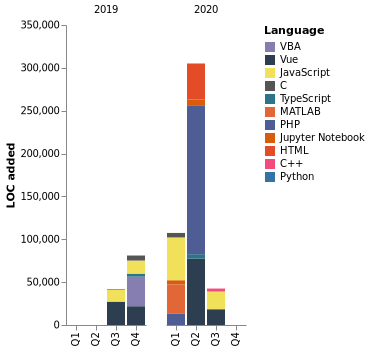 2019
2020
LOC added
350,000
300,000
250,000
200,000
150,000
100,000
50,000
0
Q1
Q2
Q3
Q4
Q1
Q2
Q3
Q4
Language
VBA
Vue
JavaScript
C
TypeScript
MATLAB
PHP
Jupyter Notebook
HTML
C++
Python